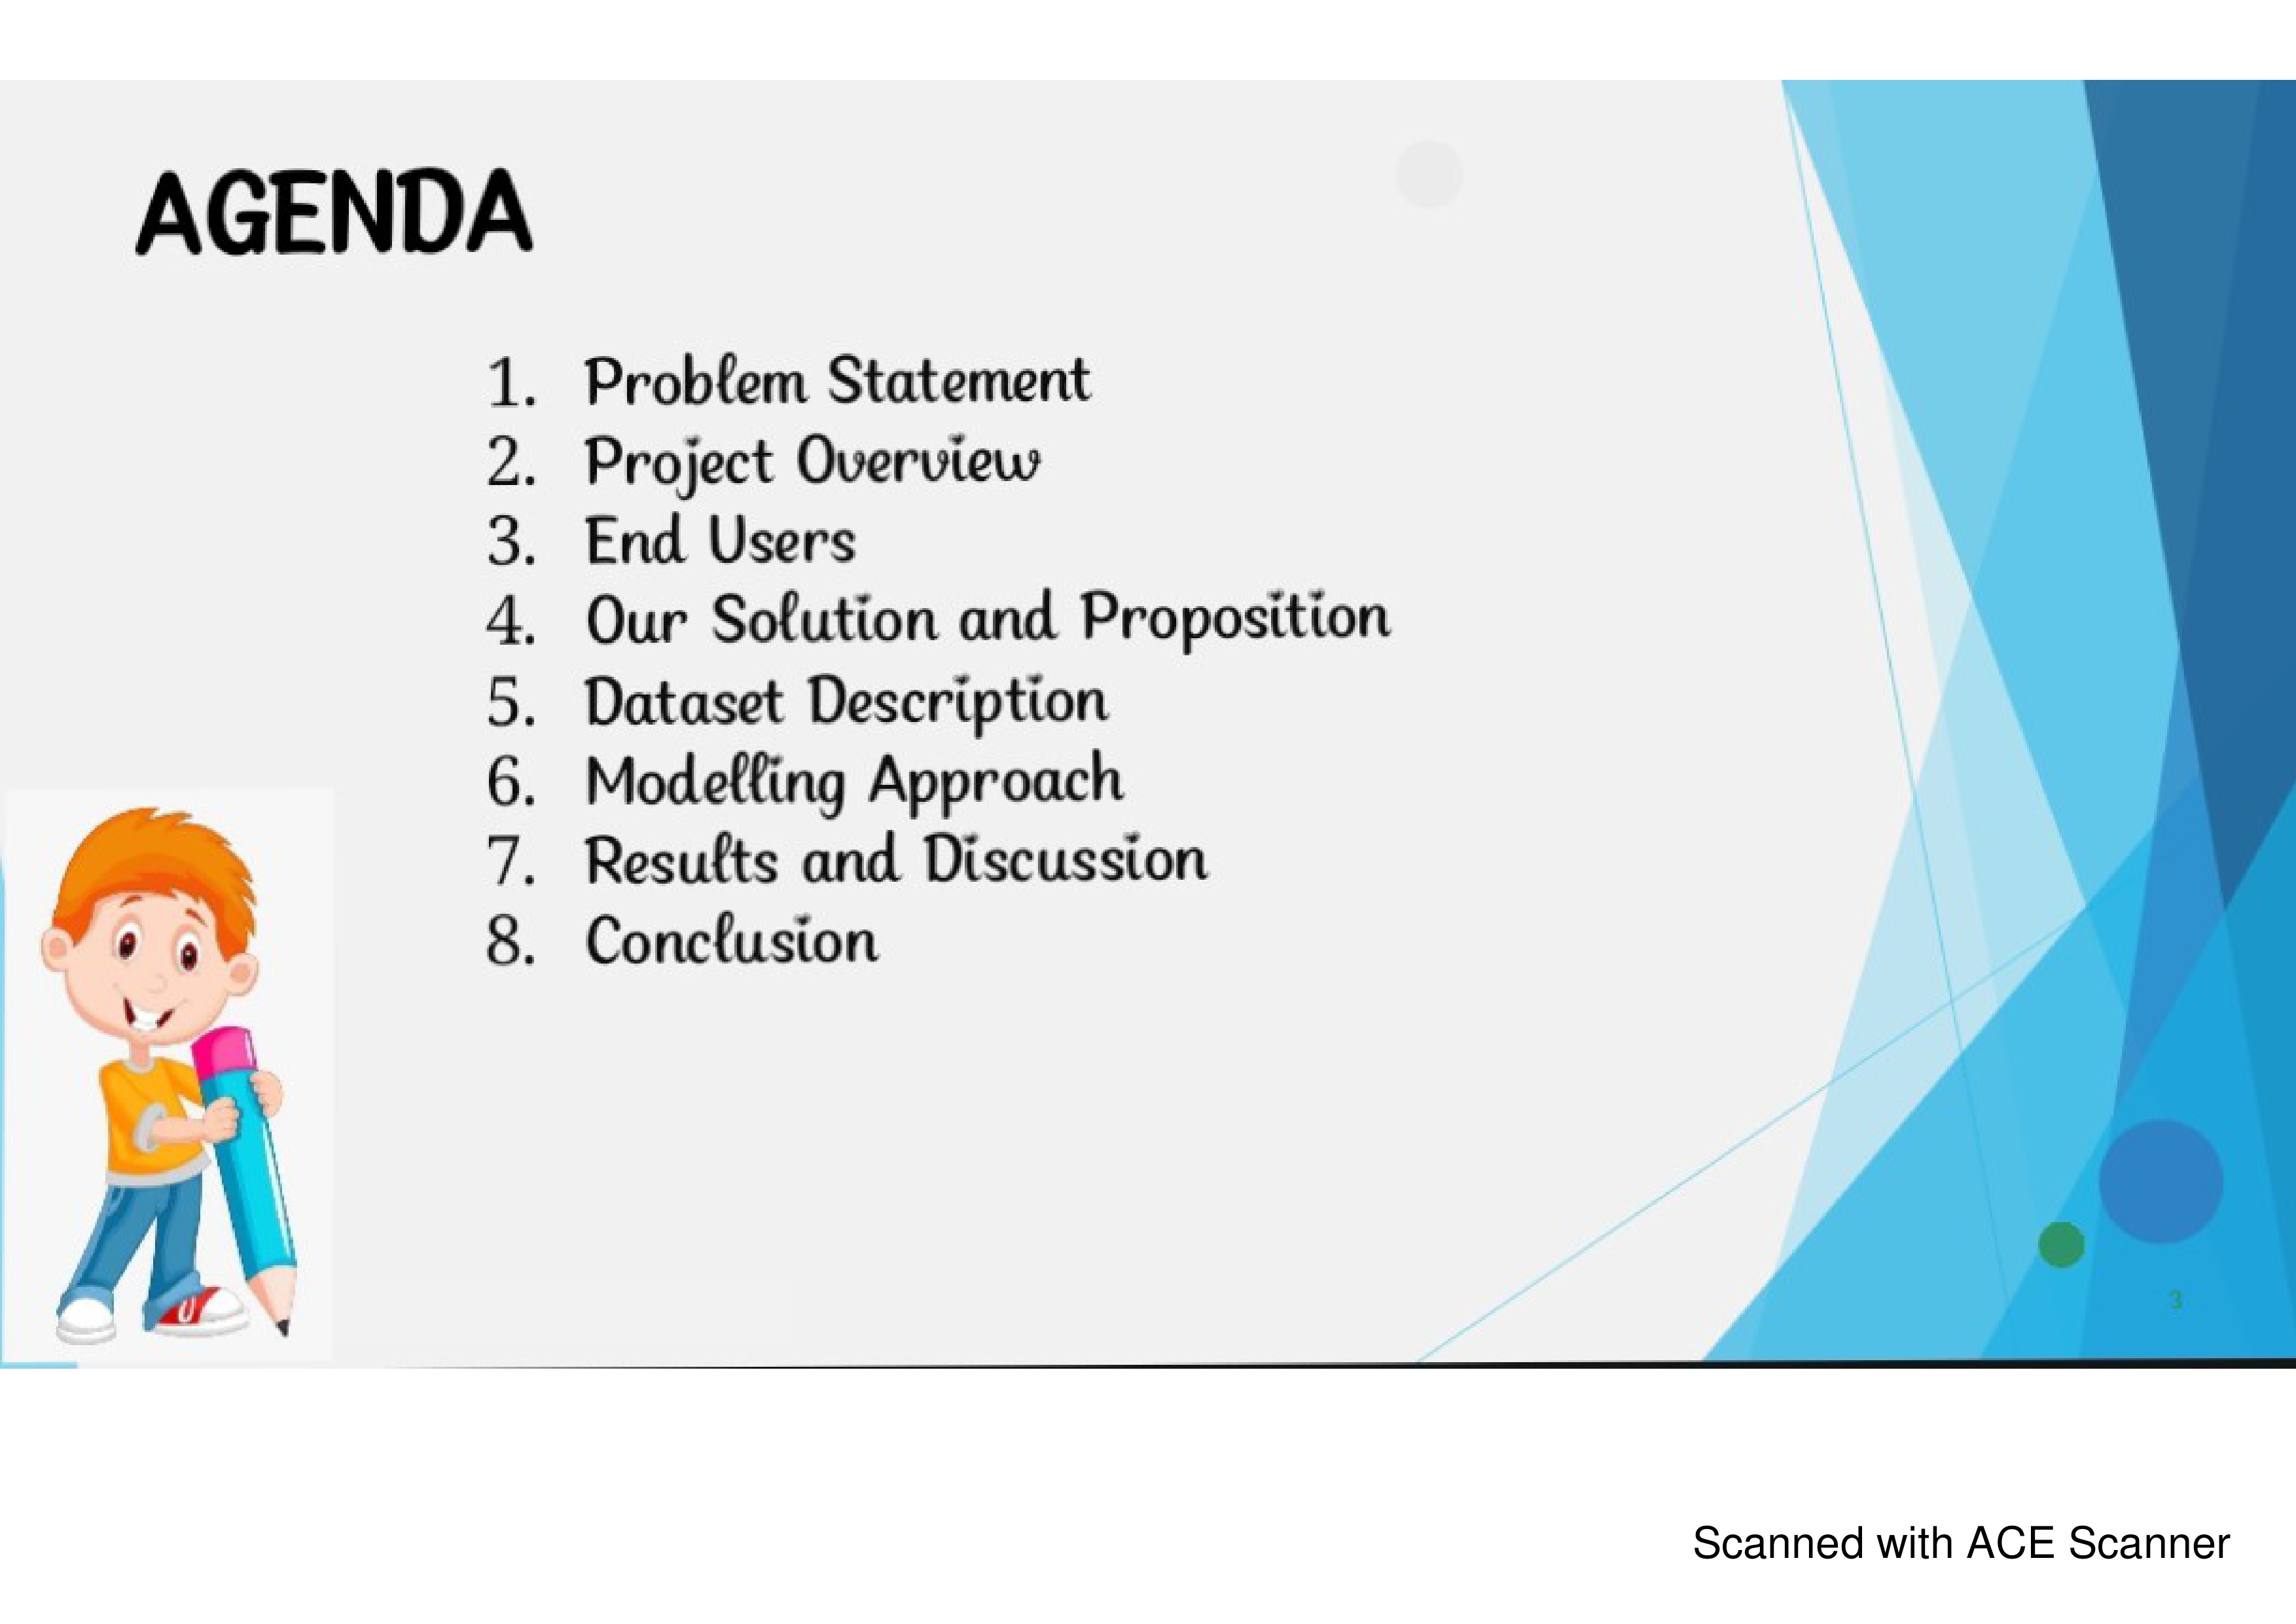 AGENDA
1. Problem Statement
2. Project Overview
3. End Users
4. Our Solution and Proposition
5. Dataset Description
6. Modelling Approach
7. Results and Discussion
8. Conclusion
3
Scanned with ACE Scanner